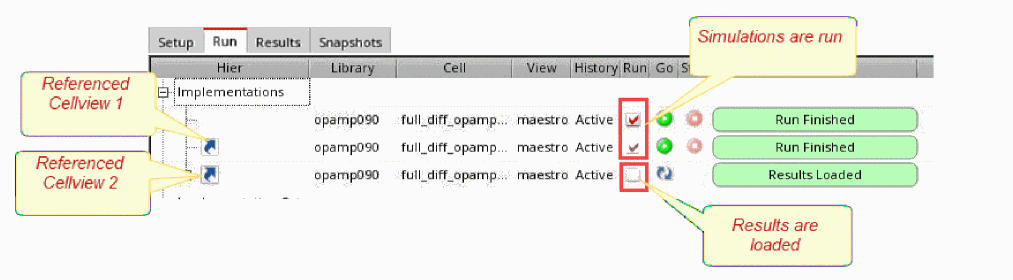 Simulations are run
Setup Run Results Snapshots
Hier Library Cell View History Run Go
Referenced
Cellview 1
Implementations
opamp090 full_diff_opamp... maestro Active Run Finished
opamp090 full_diff_opamp... maestro Active Run Finished
Referenced
Cellview 2
opamp090 full_diff_opamp... maestro Active Results Loaded
Results are
loaded